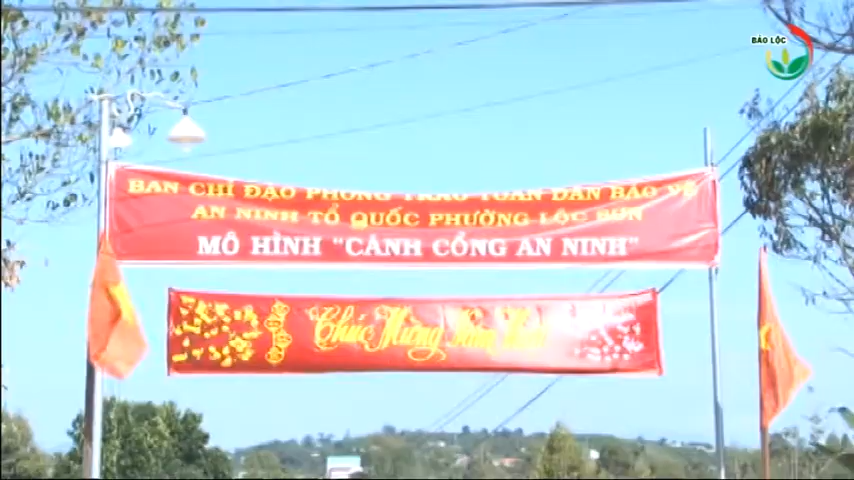 BẢO LỘC
BAN CHỈ ĐẠO PHONG TRÀO TOÀN DÂN BẢO VỆ
AN NINH TỔ QUỐC PHƯỜNG LỘC SƠN
MÔ HÌNH "CÁNH CỔNG AN NINH"
Chúc Mừng Năm Mới